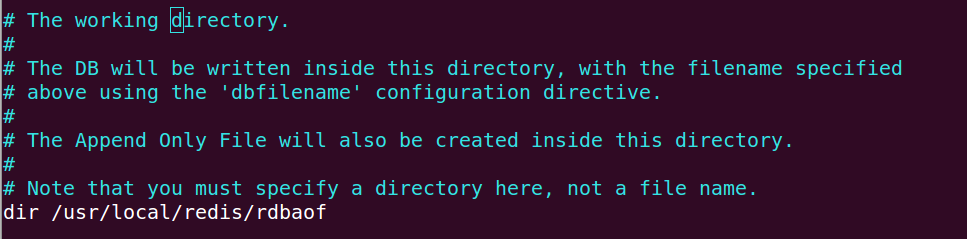 # The working directory.
#
# The DB will be written inside this directory, with the filename specified
# above using the 'dbfilename' configuration directive.
#
# The Append Only File will also be created inside this directory.
#
# Note that you must specify a directory here, not a file name.
dir /usr/local/redis/rdbaof